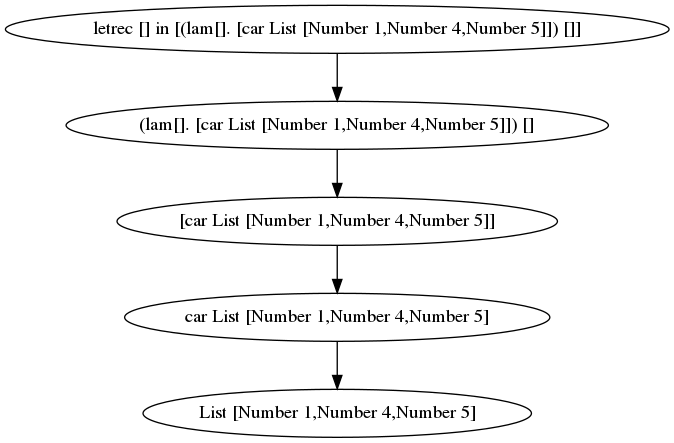 letrec [] in [(lam[]. [car List [Number 1,Number 4,Number 5]]) []]
(lam[]. [car List [Number 1,Number 4,Number 5]]) []
[car List [Number 1,Number 4,Number 5]]
car List [Number 1,Number 4,Number 5]
List [Number 1,Number 4,Number 5]